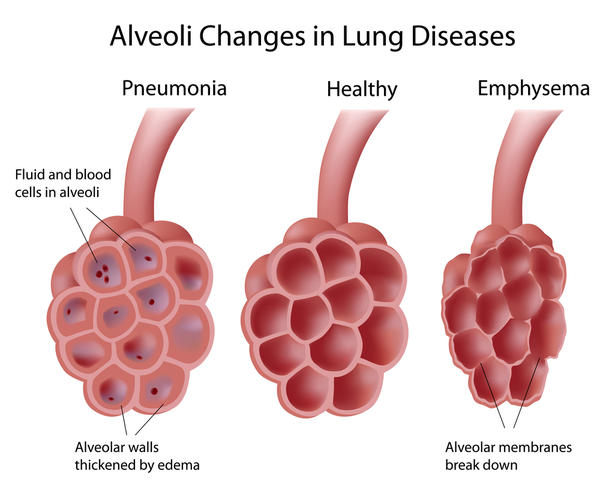 Alveoli Changes in Lung Diseases
Pneumonia
Healthy
Emphysema
Fluid and blood
cells in alveoli
Alveolar walls
thickened by edema
Alveolar membranes
break down